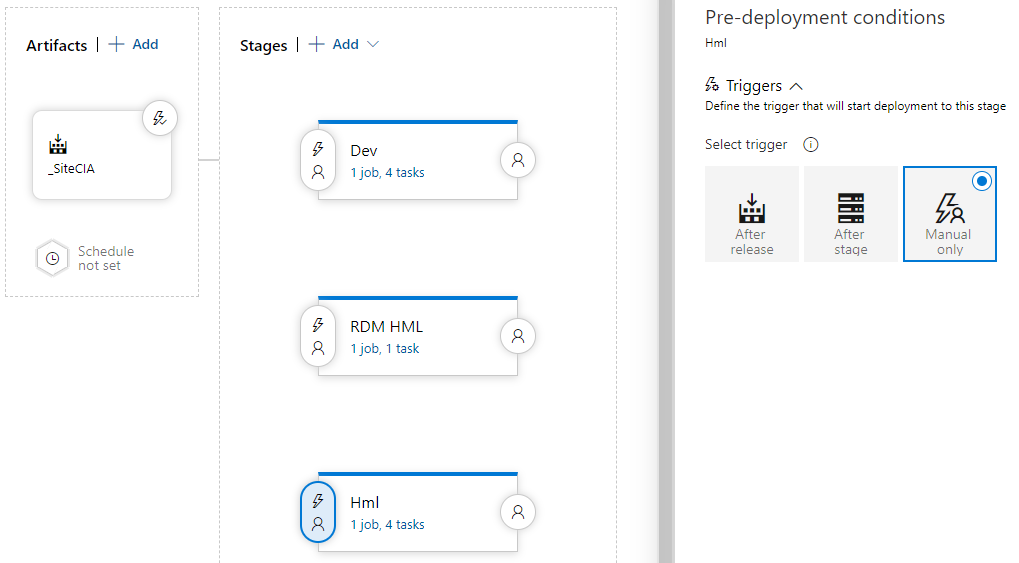 Artifacts | + Add
_SiteCIA
Schedule
not set
Stages | + Add
Dev
1 job, 4 tasks
RDM HML
1 job, 1 task
Hml
1 job, 4 tasks
Pre-deployment conditions
Hml
Triggers
Define the trigger that will start deployment to this stage
Select trigger
After
release
After
stage
Manual
only